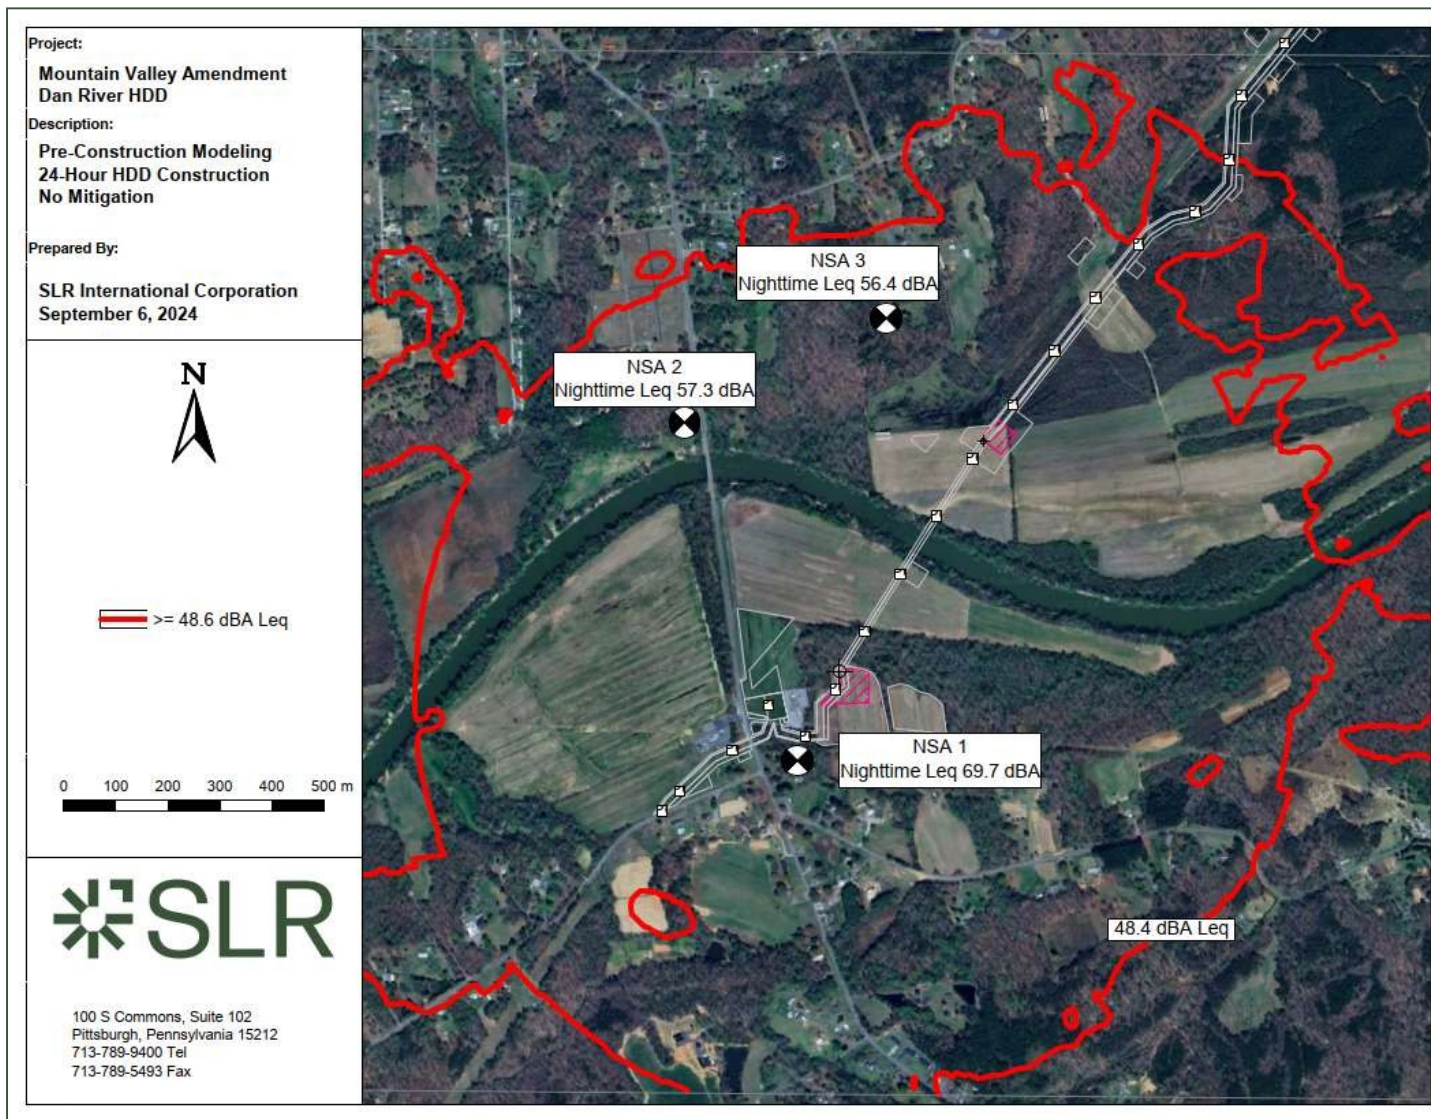 Project:
Mountain Valley Amendment
Dan River HDD
Description:
Pre-Construction Modeling
24-Hour HDD Construction
No Mitigation
Prepared By:
SLR International Corporation
September 6, 2024
N
>= 48.6 dBA Leq
0 100 200 300 400 500 m
SLR
100 S Commons, Suite 102
Pittsburgh, Pennsylvania 15212
713-789-9400 Tel
713-789-5493 Fax
NSA 3
Nighttime Leq 56.4 dBA
NSA 2
Nighttime Leq 57.3 dBA
NSA 1
Nighttime Leq 69.7 dBA
48.4 dBA Leq